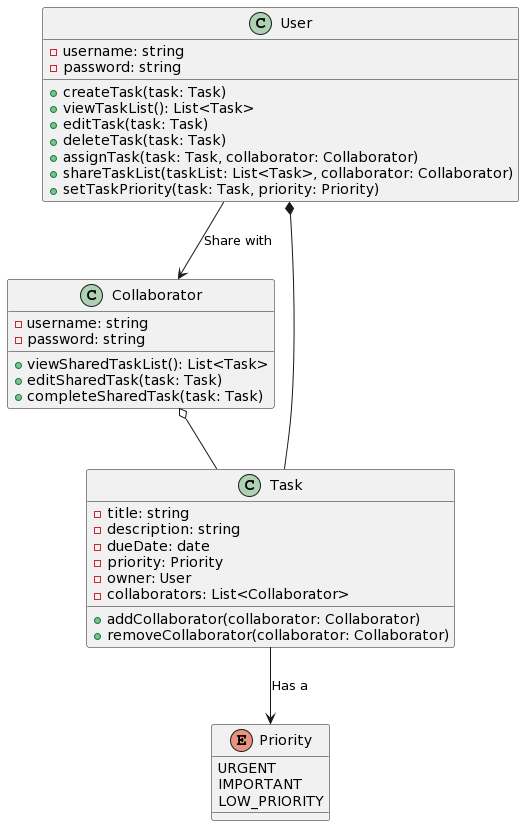 C User
username: string
password: string
createTask(task: Task)
viewTaskList(): List<Task>
editTask(task: Task)
deleteTask(task: Task)
assignTask(task: Task, collaborator: Collaborator)
shareTaskList(taskList: List<Task>, collaborator: Collaborator)
setTaskPriority(task: Task, priority: Priority)
Share with
C Collaborator
username: string
password: string
viewSharedTaskList(): List<Task>
editSharedTask(task: Task)
completeSharedTask(task: Task)
C Task
title: string
description: string
dueDate: date
priority: Priority
owner: User
collaborators: List<Collaborator>
addCollaborator(collaborator: Collaborator)
removeCollaborator(collaborator: Collaborator)
Has a
E Priority
URGENT
IMPORTANT
LOW_PRIORITY